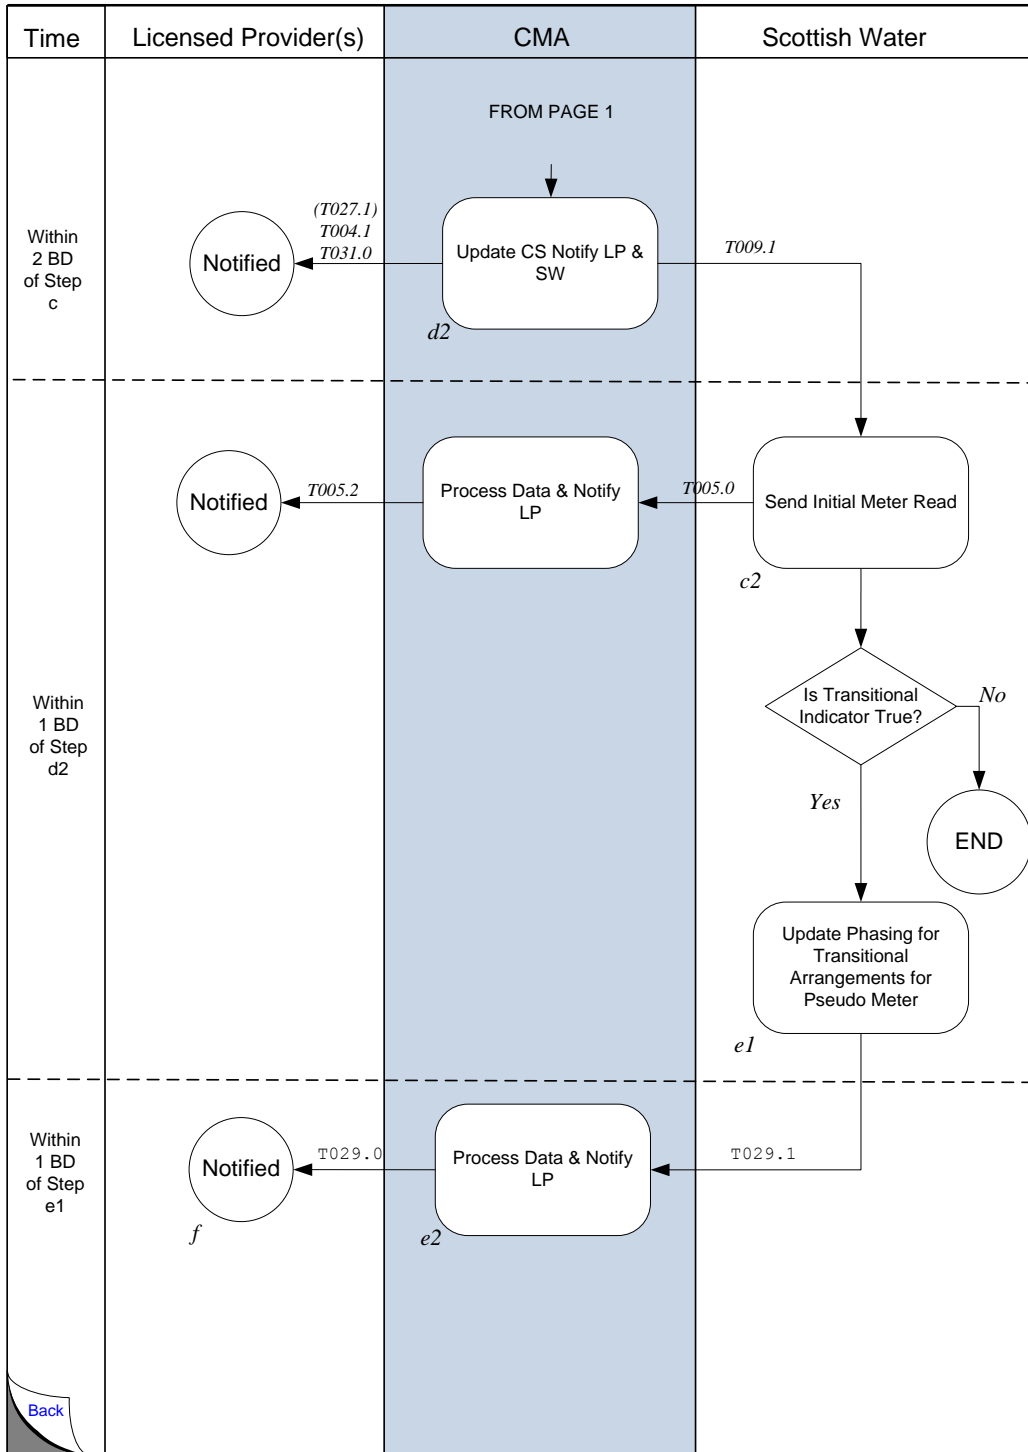 Time
Licensed Provider(s)
CMA
Scottish Water
FROM PAGE 1
Within
2 BD
of Step
c
Notified
(T027.1)
T004.1
T031.0
Update CS Notify LP &
SW
d2
T009.1
Notified
T005.2
Process Data & Notify
LP
T005.0
Send Initial Meter Read
c2
Within
1 BD
of Step
d2
Is Transitional
Indicator True?
No
Yes
END
Update Phasing for
Transitional
Arrangements for
Pseudo Meter
e1
Within
1 BD
of Step
e1
Notified
f
T029.0
Process Data & Notify
LP
e2
T029.1
Back